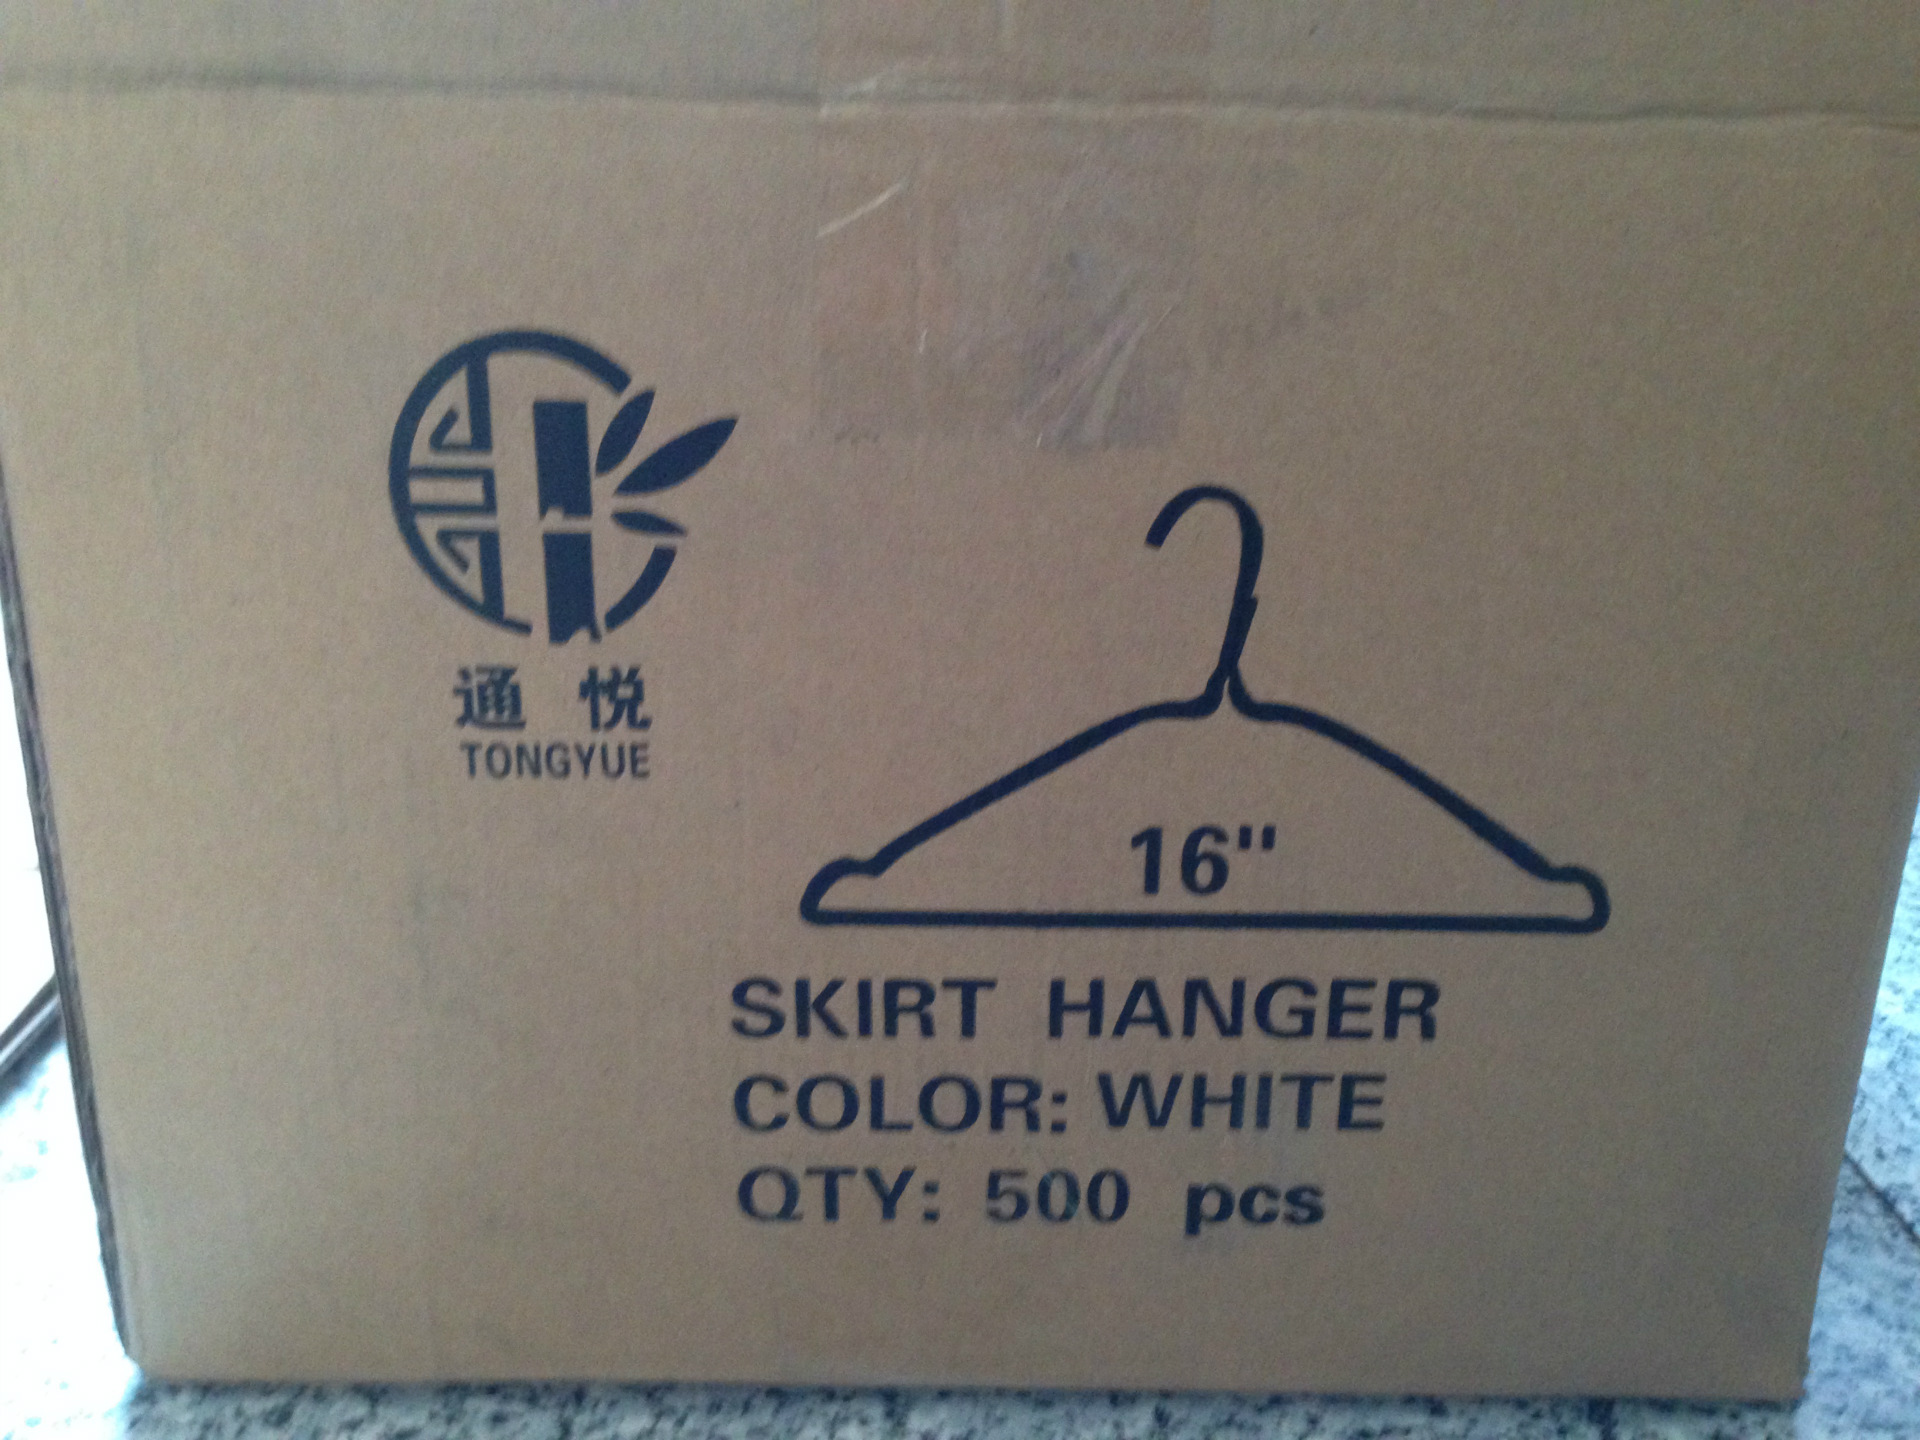 通 悦
TONGYUE
16"
SKIRT HANGER
COLOR: WHITE
QTY: 500 pcs